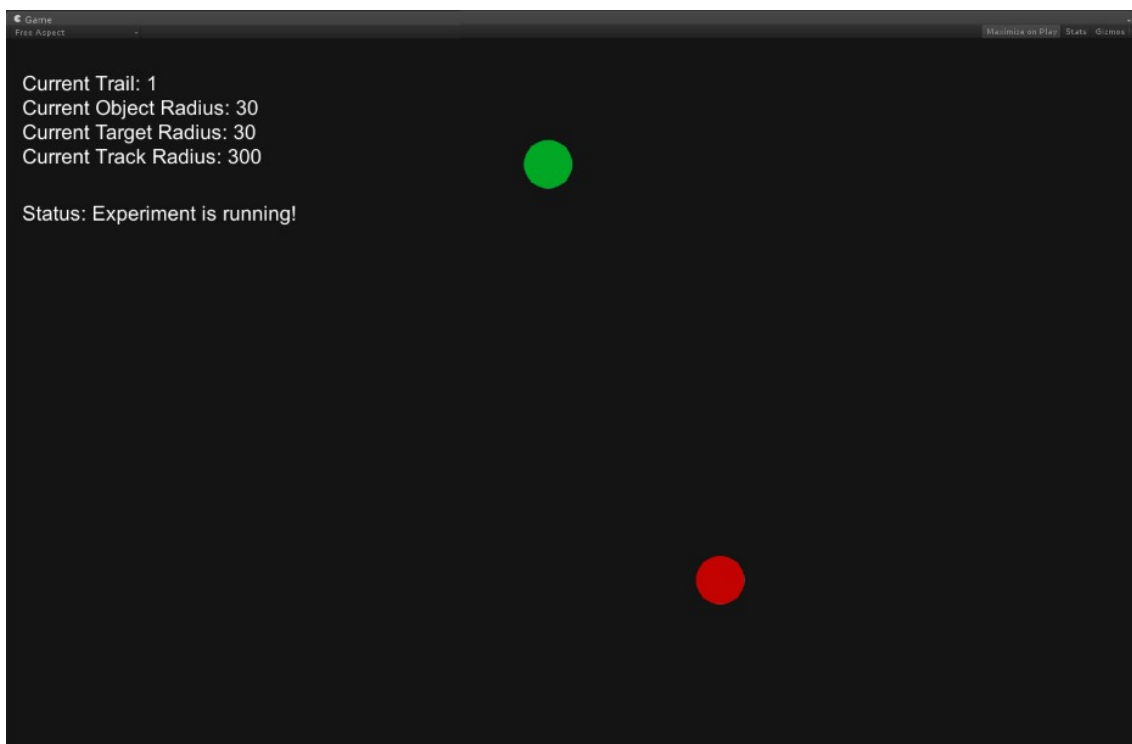 Game
Free Aspect
Maximize on Play Stats Gizmos
Current Trail: 1
Current Object Radius: 30
Current Target Radius: 30
Current Track Radius: 300
Status: Experiment is running!